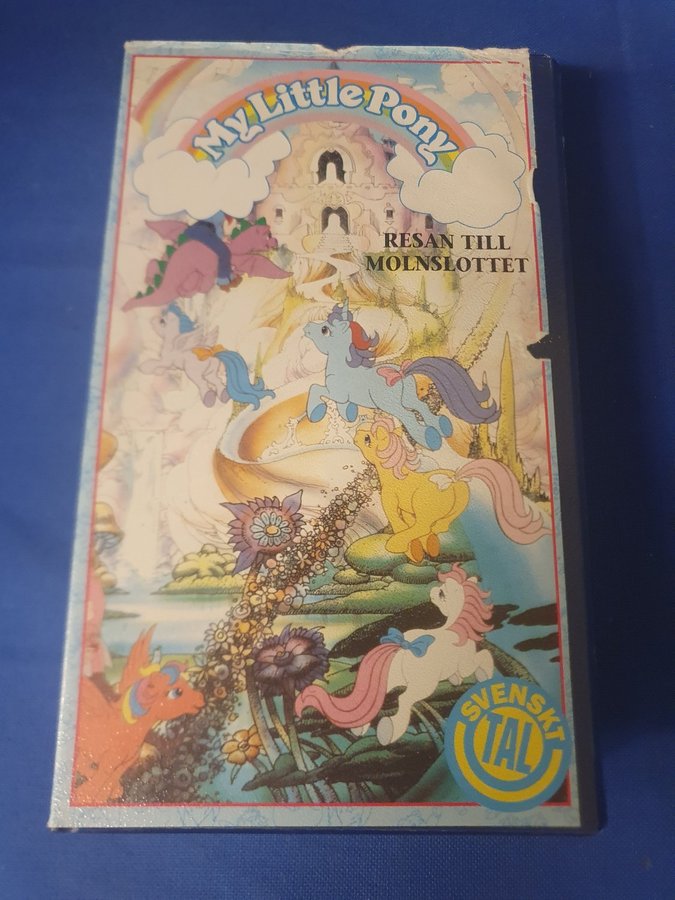 My Little Pony
RESAN TILL
MOLNSLOTTET
SVENSKT
TAL